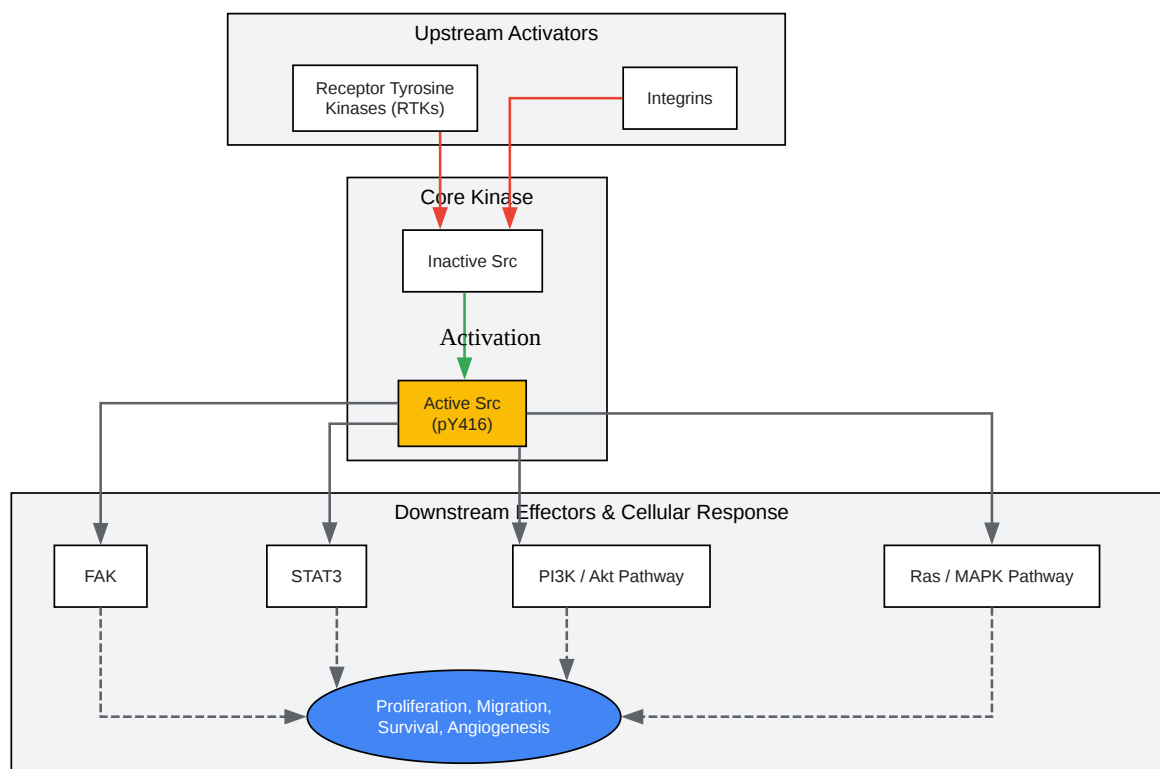 Upstream Activators
Receptor Tyrosine
Kinases (RTKs)
Integrins
Core Kinase
Inactive Src
Activation
Active Src
(pY416)
Downstream Effectors & Cellular Response
FAK
STAT3
PI3K / Akt Pathway
Ras / MAPK Pathway
Proliferation, Migration,
Survival, Angiogenesis